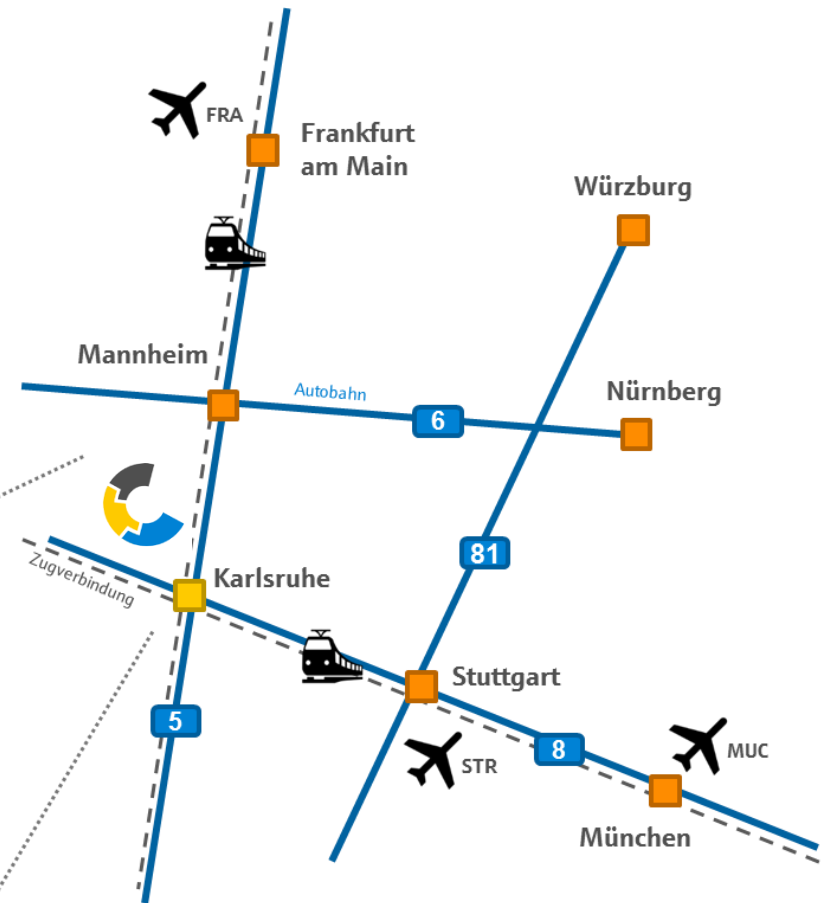 FRA
Frankfurt
am Main
Würzburg
Mannheim
Autobahn
Nürnberg
6
81
Zugverbindung
Karlsruhe
Stuttgart
5
8
STR
MUC
München